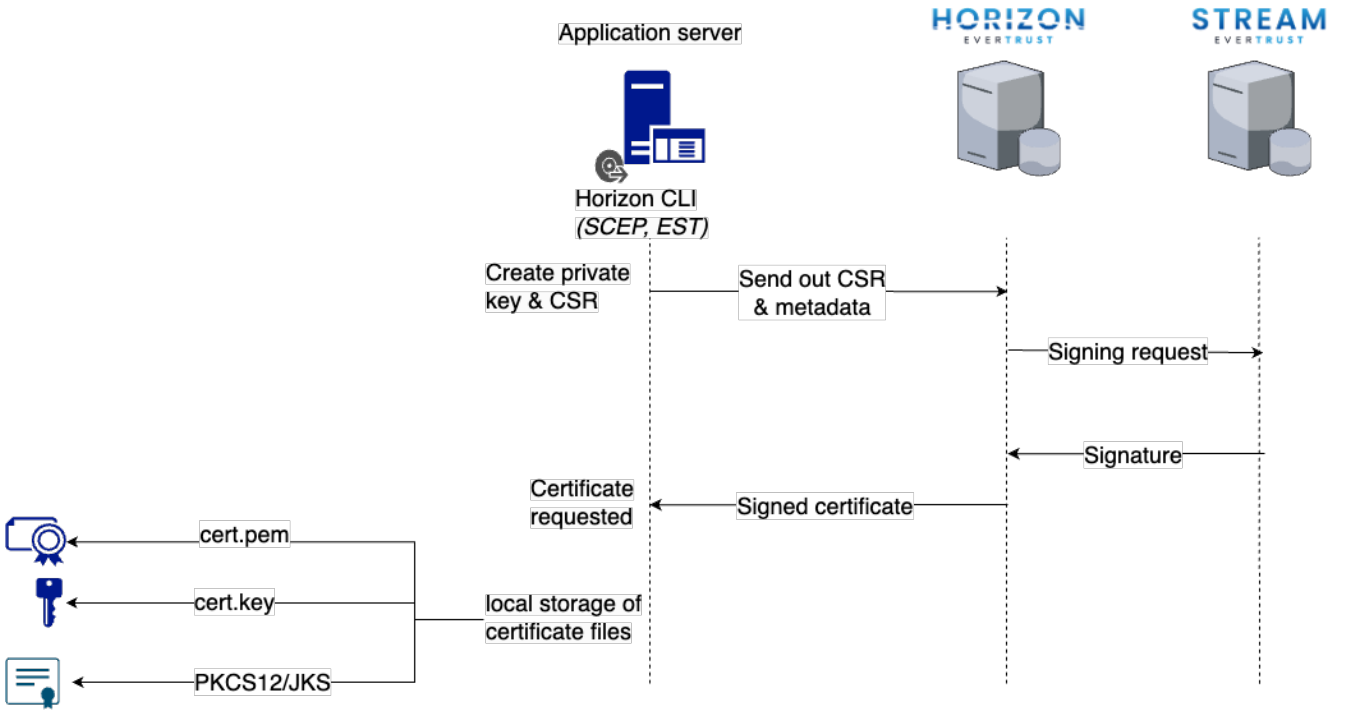 Application server
HORIZON
EVERTRUST
STREAM
EVERTRUST
Horizon CLI
(SCEP, EST)
Create private
key & CSR
Send out CSR
& metadata
Signing request
Signature
Certificate
requested
Signed certificate
cert.pem
cert.key
local storage of
certificate files
PKCS12/JKS